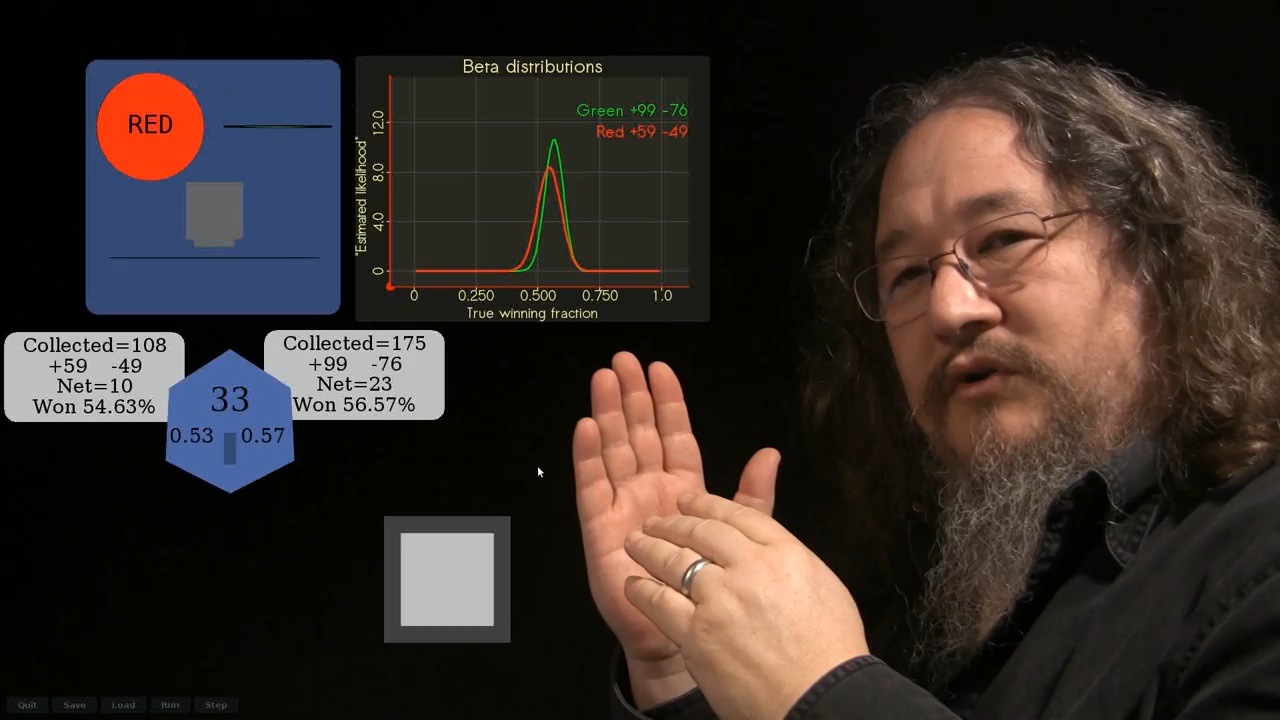 RED
Beta distributions
Green +99 -76
Red +59 -49
12.0
8.0
4.0
0
"Estimared likelihood"
0 0.250 0.500 0.750 1.0
True winning fraction
Collected=108
+59 -49
Net=10
Won 54.63%
Collected=175
+99 -76
Net=23
Won 56.57%
33
0.53 0.57
Quit Save Load Run Step